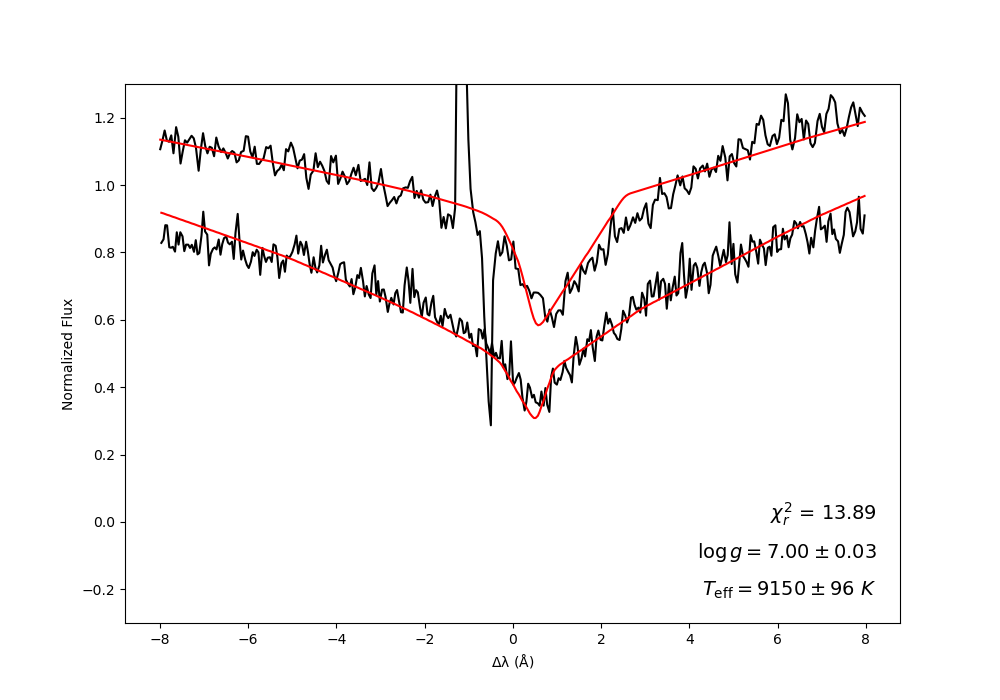 1.2
1.0
0.8
0.6
0.4
0.2
0.0
−0.2
Normalized Flux
χ²ᵣ = 13.89
log g = 7.00 ± 0.03
T_eff = 9150 ± 96 K
−8 −6 −4 −2 0 2 4 6 8
Δλ (Å)